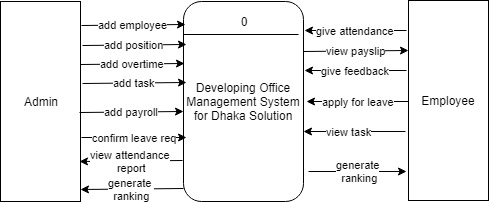 Admin
add employee
add position
add overtime
add task
add payroll
confirm leave req
view attendance
report
generate
ranking
0
Developing Office
Management System
for Dhaka Solution
give attendance
view payslip
give feedback
apply for leave
view task
generate
ranking
Employee